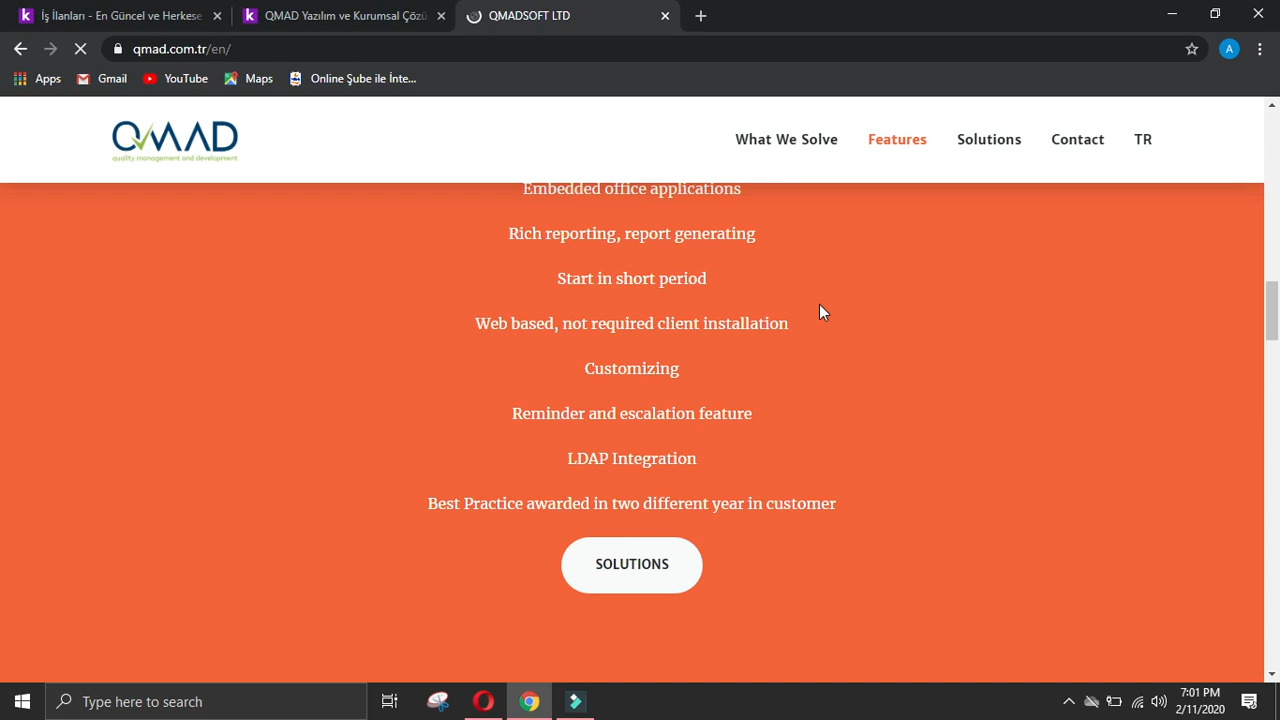 İş İlanları - En Güncel ve Herkese
QMAD Yazılım ve Kurumsal Çözü
QMADSOFT LTD
qmad.com.tr/en/
A
Apps
Gmail
YouTube
Maps
Online Şube ile İnte...
QMAD
quality management and development
What We Solve
Features
Solutions
Contact
TR
Embedded office applications
Rich reporting, report generating
Start in short period
Web based, not required client installation
Customizing
Reminder and escalation feature
LDAP Integration
Best Practice awarded in two different year in customer
SOLUTIONS
Type here to search
7:01 PM
2/11/2020